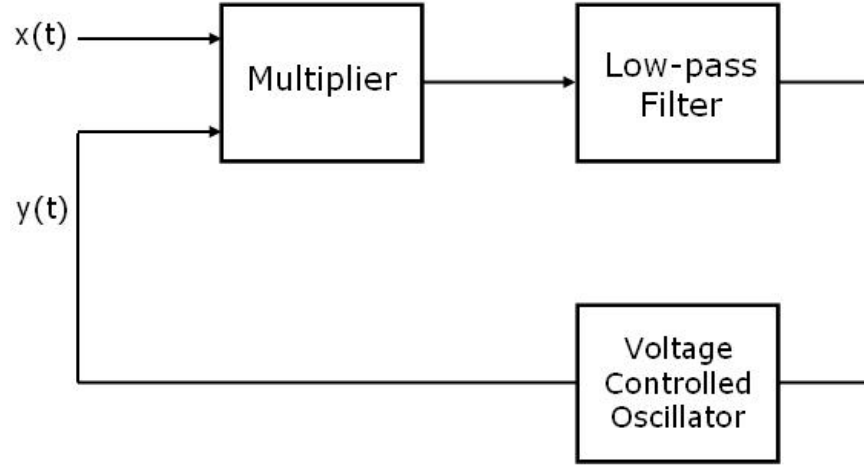 x(t)
Multiplier
Low-pass
Filter
y(t)
Voltage
Controlled
Oscillator